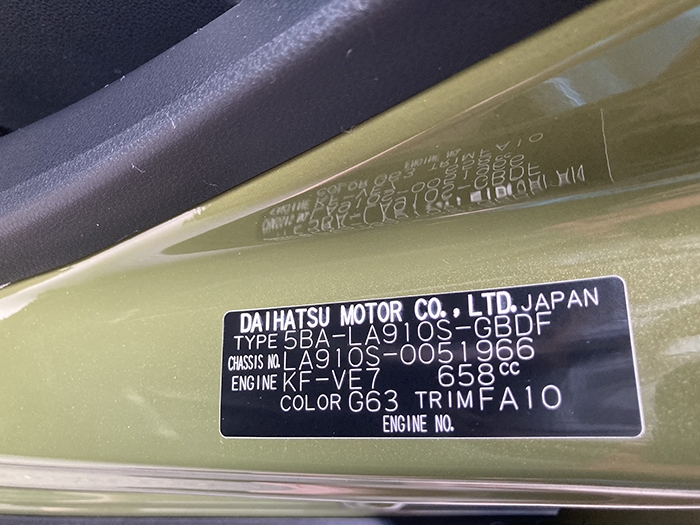 DAIHATSU MOTOR CO., LTD. JAPAN
TYPE 5BA-LA910S-GBDF
CHASSIS NO. LA910S-0051966
ENGINE KF-VE7 658cc
COLOR G63 TRIM FA10
ENGINE NO.